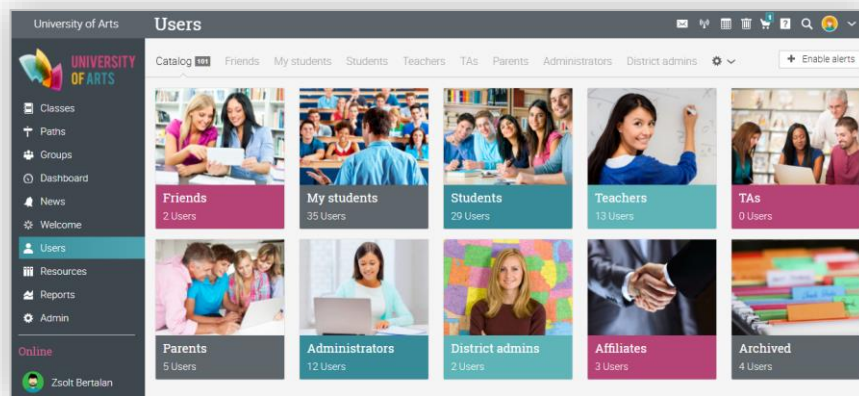 University of Arts
Users
1
?
UNIVERSITY
OF ARTS
Catalog 101 Friends My students Students Teachers TAs Parents Administrators District admins
+ Enable alerts
Classes
Paths
Groups
Dashboard
News
Welcome
Users
Resources
Reports
Admin
Online
Zsolt Bertalan
Friends
2 Users
My students
35 Users
Students
29 Users
Teachers
13 Users
TAs
0 Users
Parents
5 Users
Administrators
12 Users
District admins
2 Users
Affiliates
3 Users
Archived
4 Users